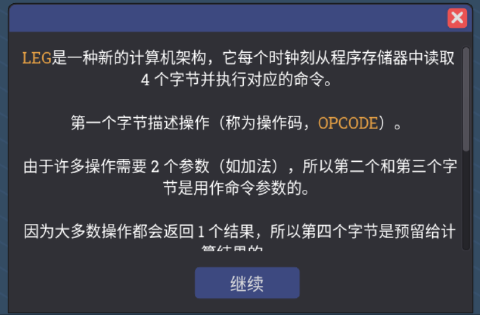 LEG是一种新的计算机架构，它每个时钟刻从程序存储器中读取
4 个字节并执行对应的命令。
第一个字节描述操作（称为操作码，OPCODE）。
由于许多操作需要 2 个参数（如加法），所以第二个和第三个字
节是用作命令参数的。
因为大多数操作都会返回 1 个结果，所以第四个字节是预留给计
算结果的
继续